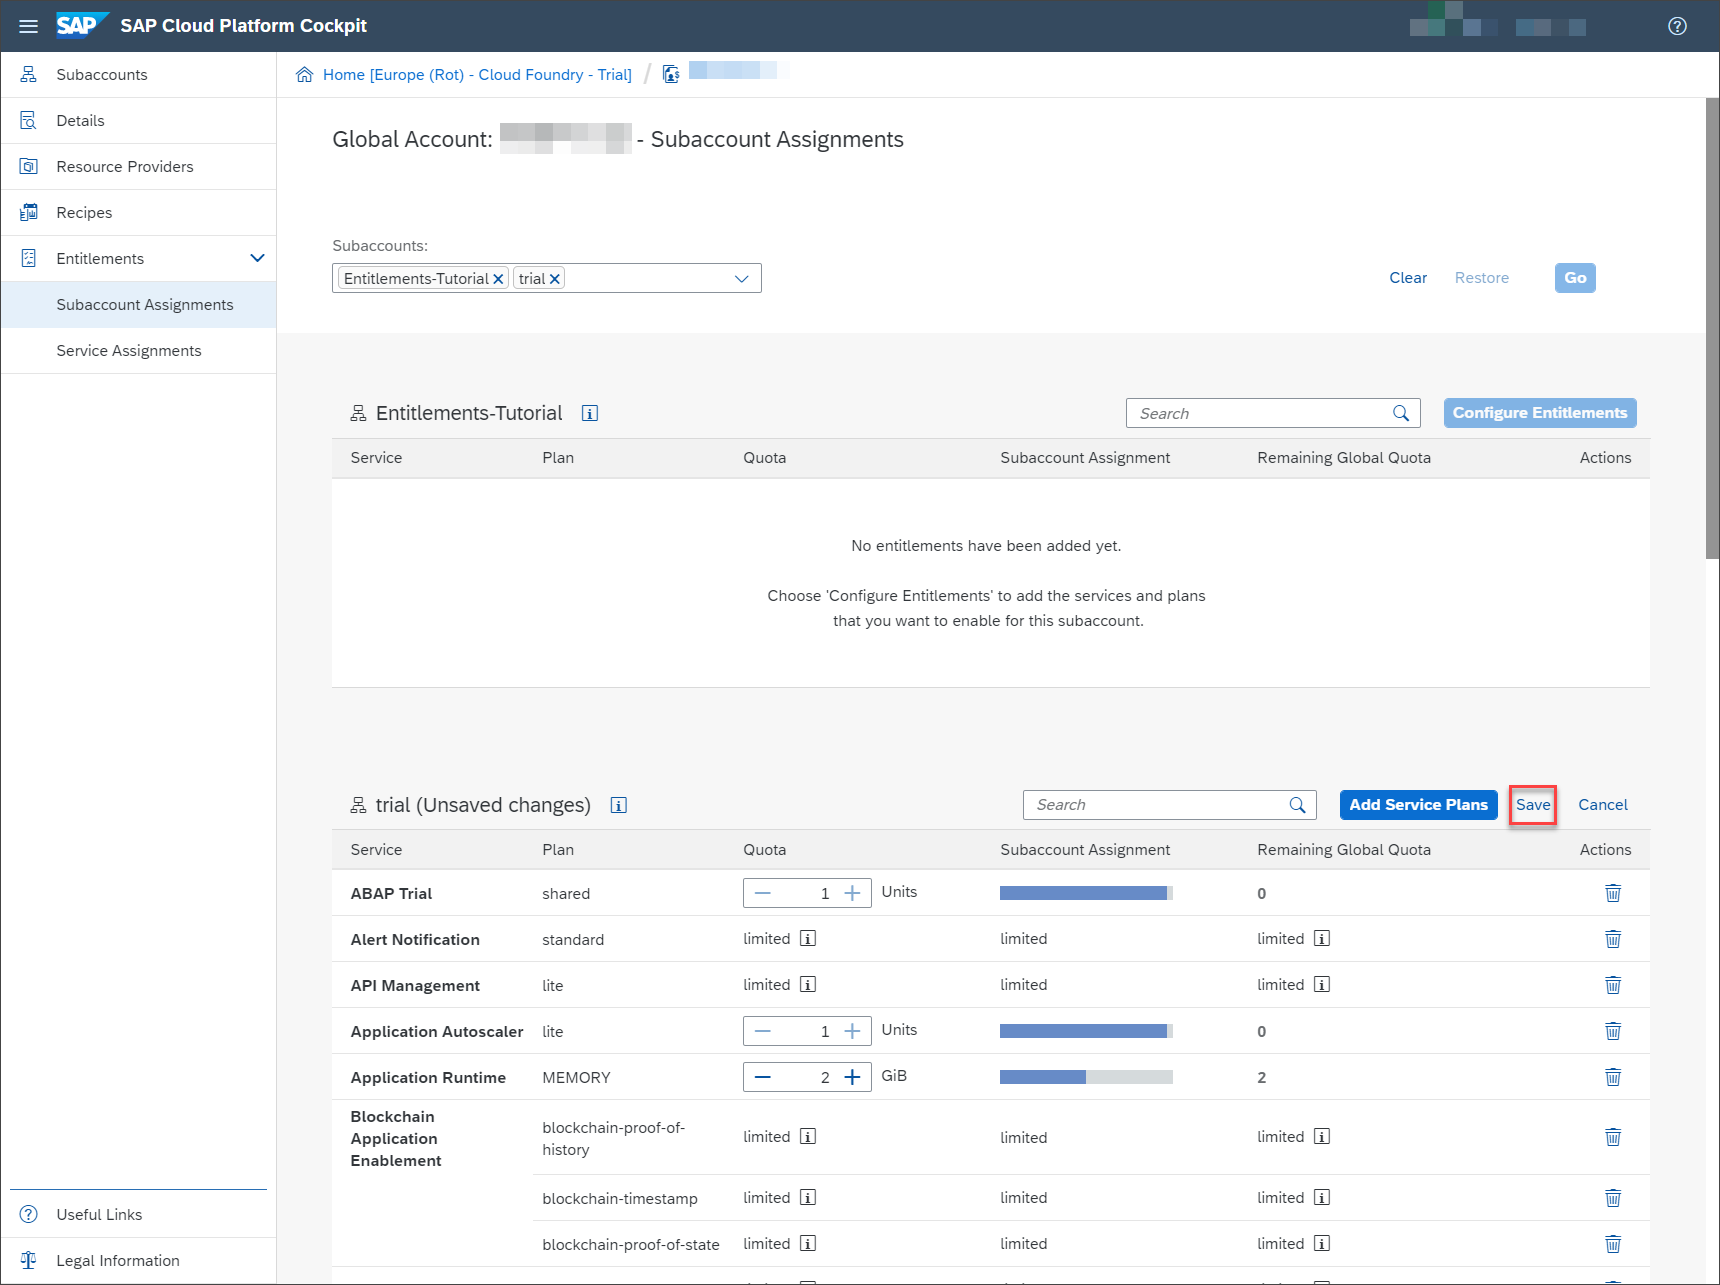 SAP SAP Cloud Platform Cockpit
Subaccounts
Details
Resource Providers
Recipes
Entitlements
Subaccount Assignments
Service Assignments
Useful Links
Legal Information
Home [Europe (Rot) - Cloud Foundry - Trial] /
Global Account: - Subaccount Assignments
Subaccounts:
Entitlements-Tutorial trial
Clear Restore Go
Entitlements-Tutorial Search Configure Entitlements
Service Plan Quota Subaccount Assignment Remaining Global Quota Actions
No entitlements have been added yet.
Choose 'Configure Entitlements' to add the services and plans
that you want to enable for this subaccount.
trial (Unsaved changes) Search Add Service Plans Save Cancel
Service Plan Quota Subaccount Assignment Remaining Global Quota Actions
ABAP Trial shared 1 Units 0
Alert Notification standard limited limited limited
API Management lite limited limited limited
Application Autoscaler lite 1 Units 0
Application Runtime MEMORY 2 GiB 2
Blockchain
Application
Enablement
blockchain-proof-of-
history
limited limited limited
blockchain-timestamp limited limited limited
blockchain-proof-of-state limited limited limited